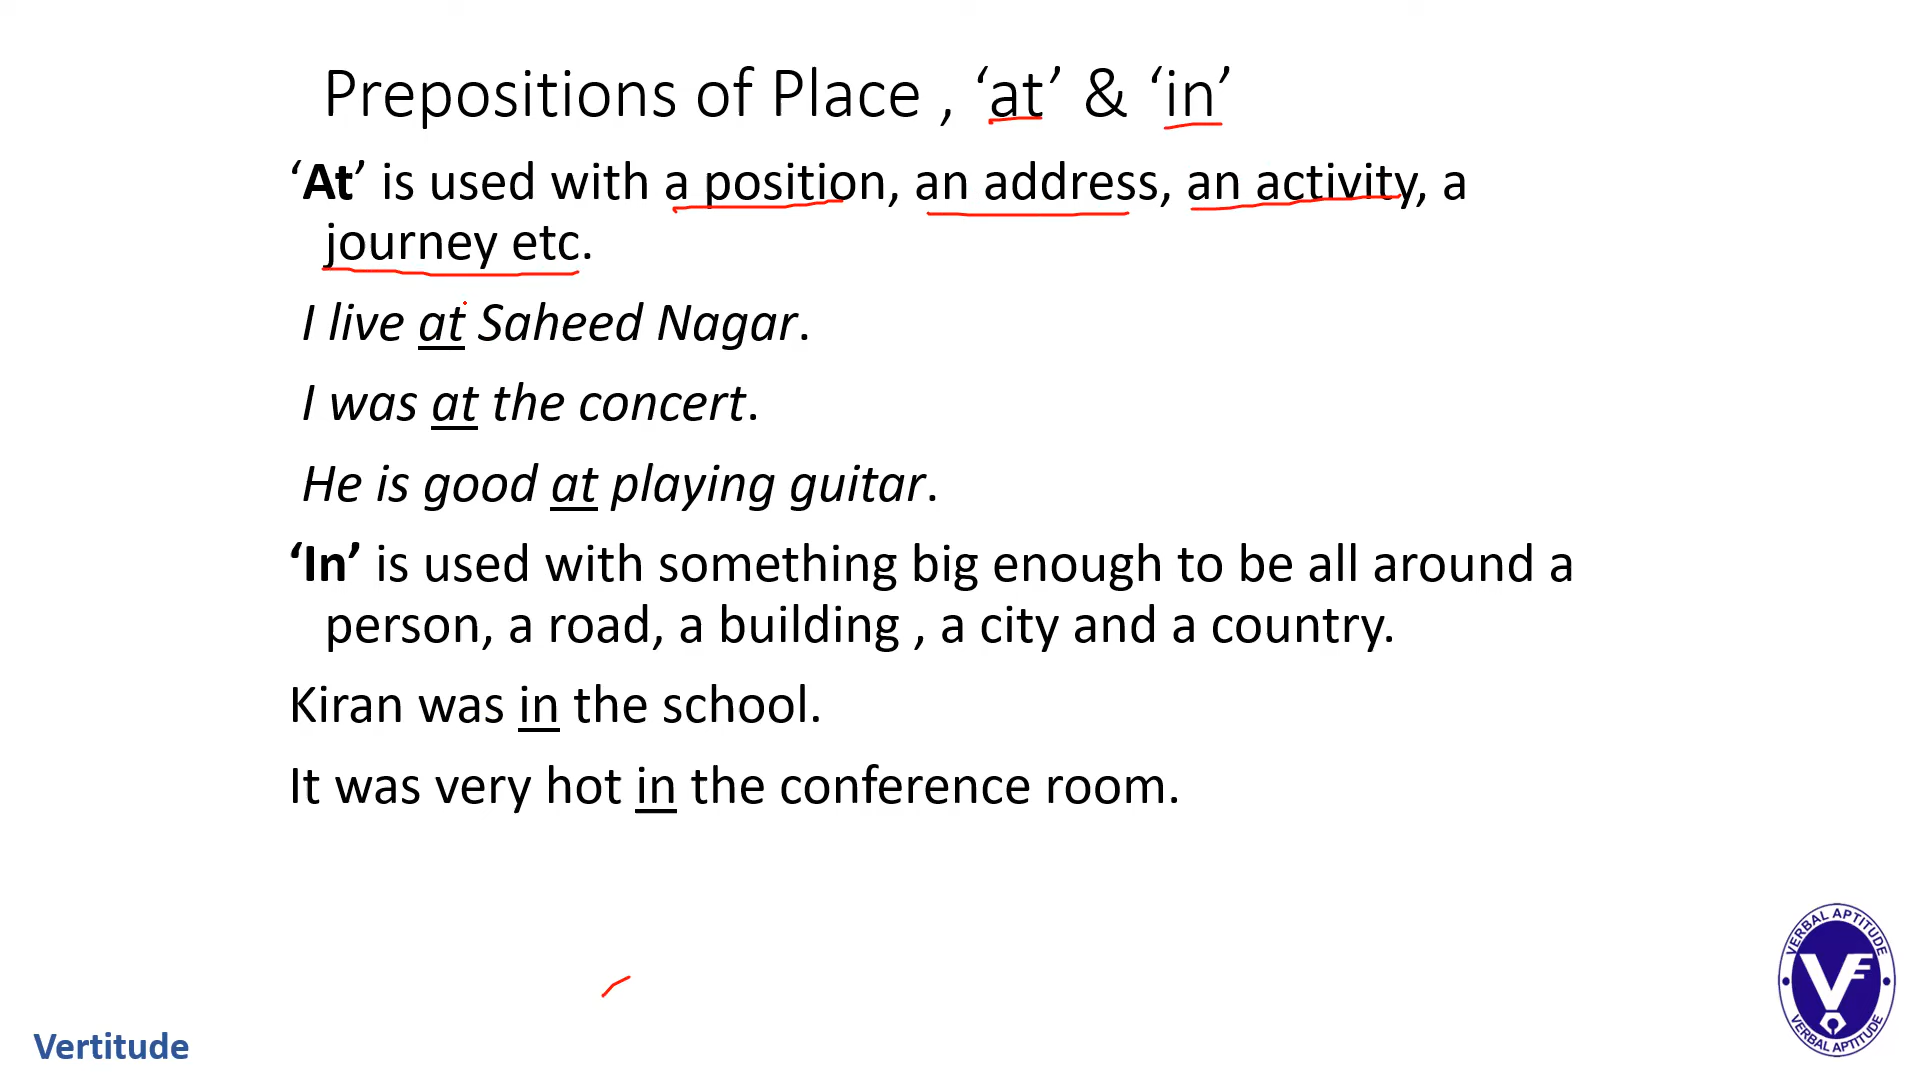 Prepositions of Place , ‘at’ & ‘in’
‘At’ is used with a position, an address, an activity, a
journey etc.
I live at Saheed Nagar.
I was at the concert.
He is good at playing guitar.
‘In’ is used with something big enough to be all around a
person, a road, a building , a city and a country.
Kiran was in the school.
It was very hot in the conference room.
VERBAL APTITUDE
VE
VERBAL APTITUDE
Vertitude